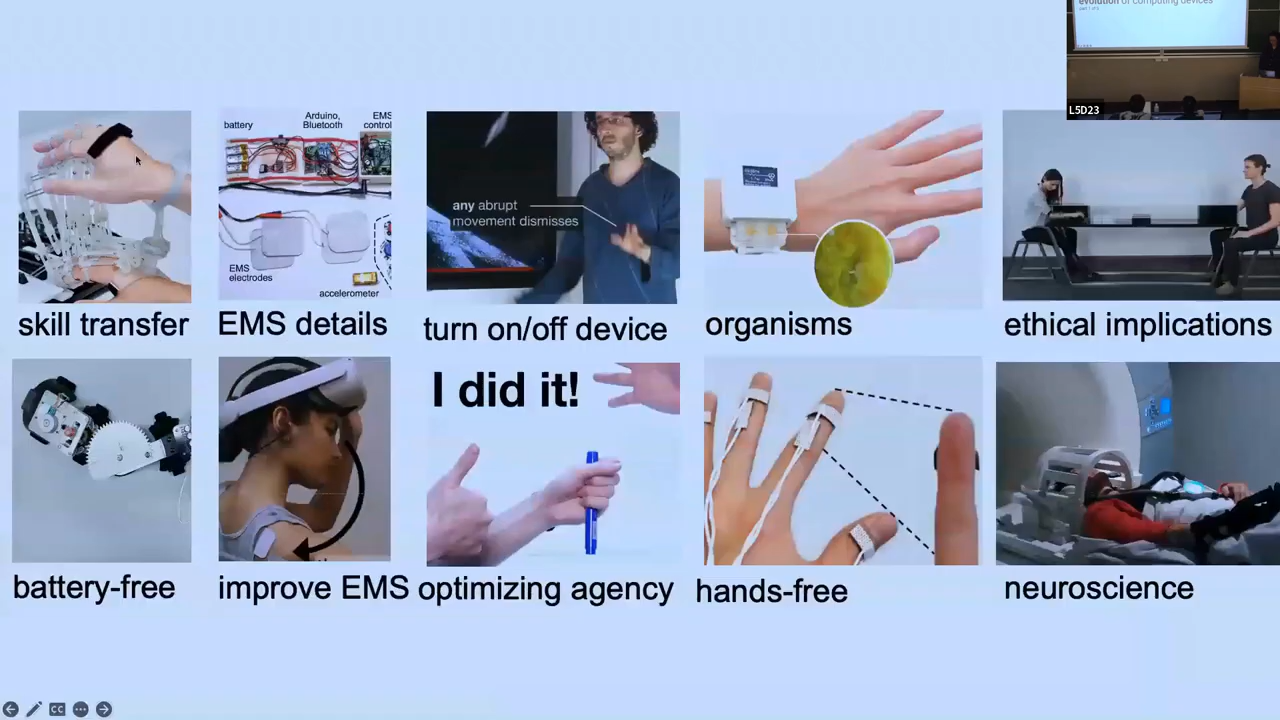 evolution of computing devices
L5D23
battery
Arduino,
Bluetooth
EMS
control
any abrupt
movement dismisses
EMS
electrodes
accelerometer
skill transfer
EMS details
turn on/off device
organisms
ethical implications
I did it!
battery-free
improve EMS
optimizing agency
hands-free
neuroscience
CC